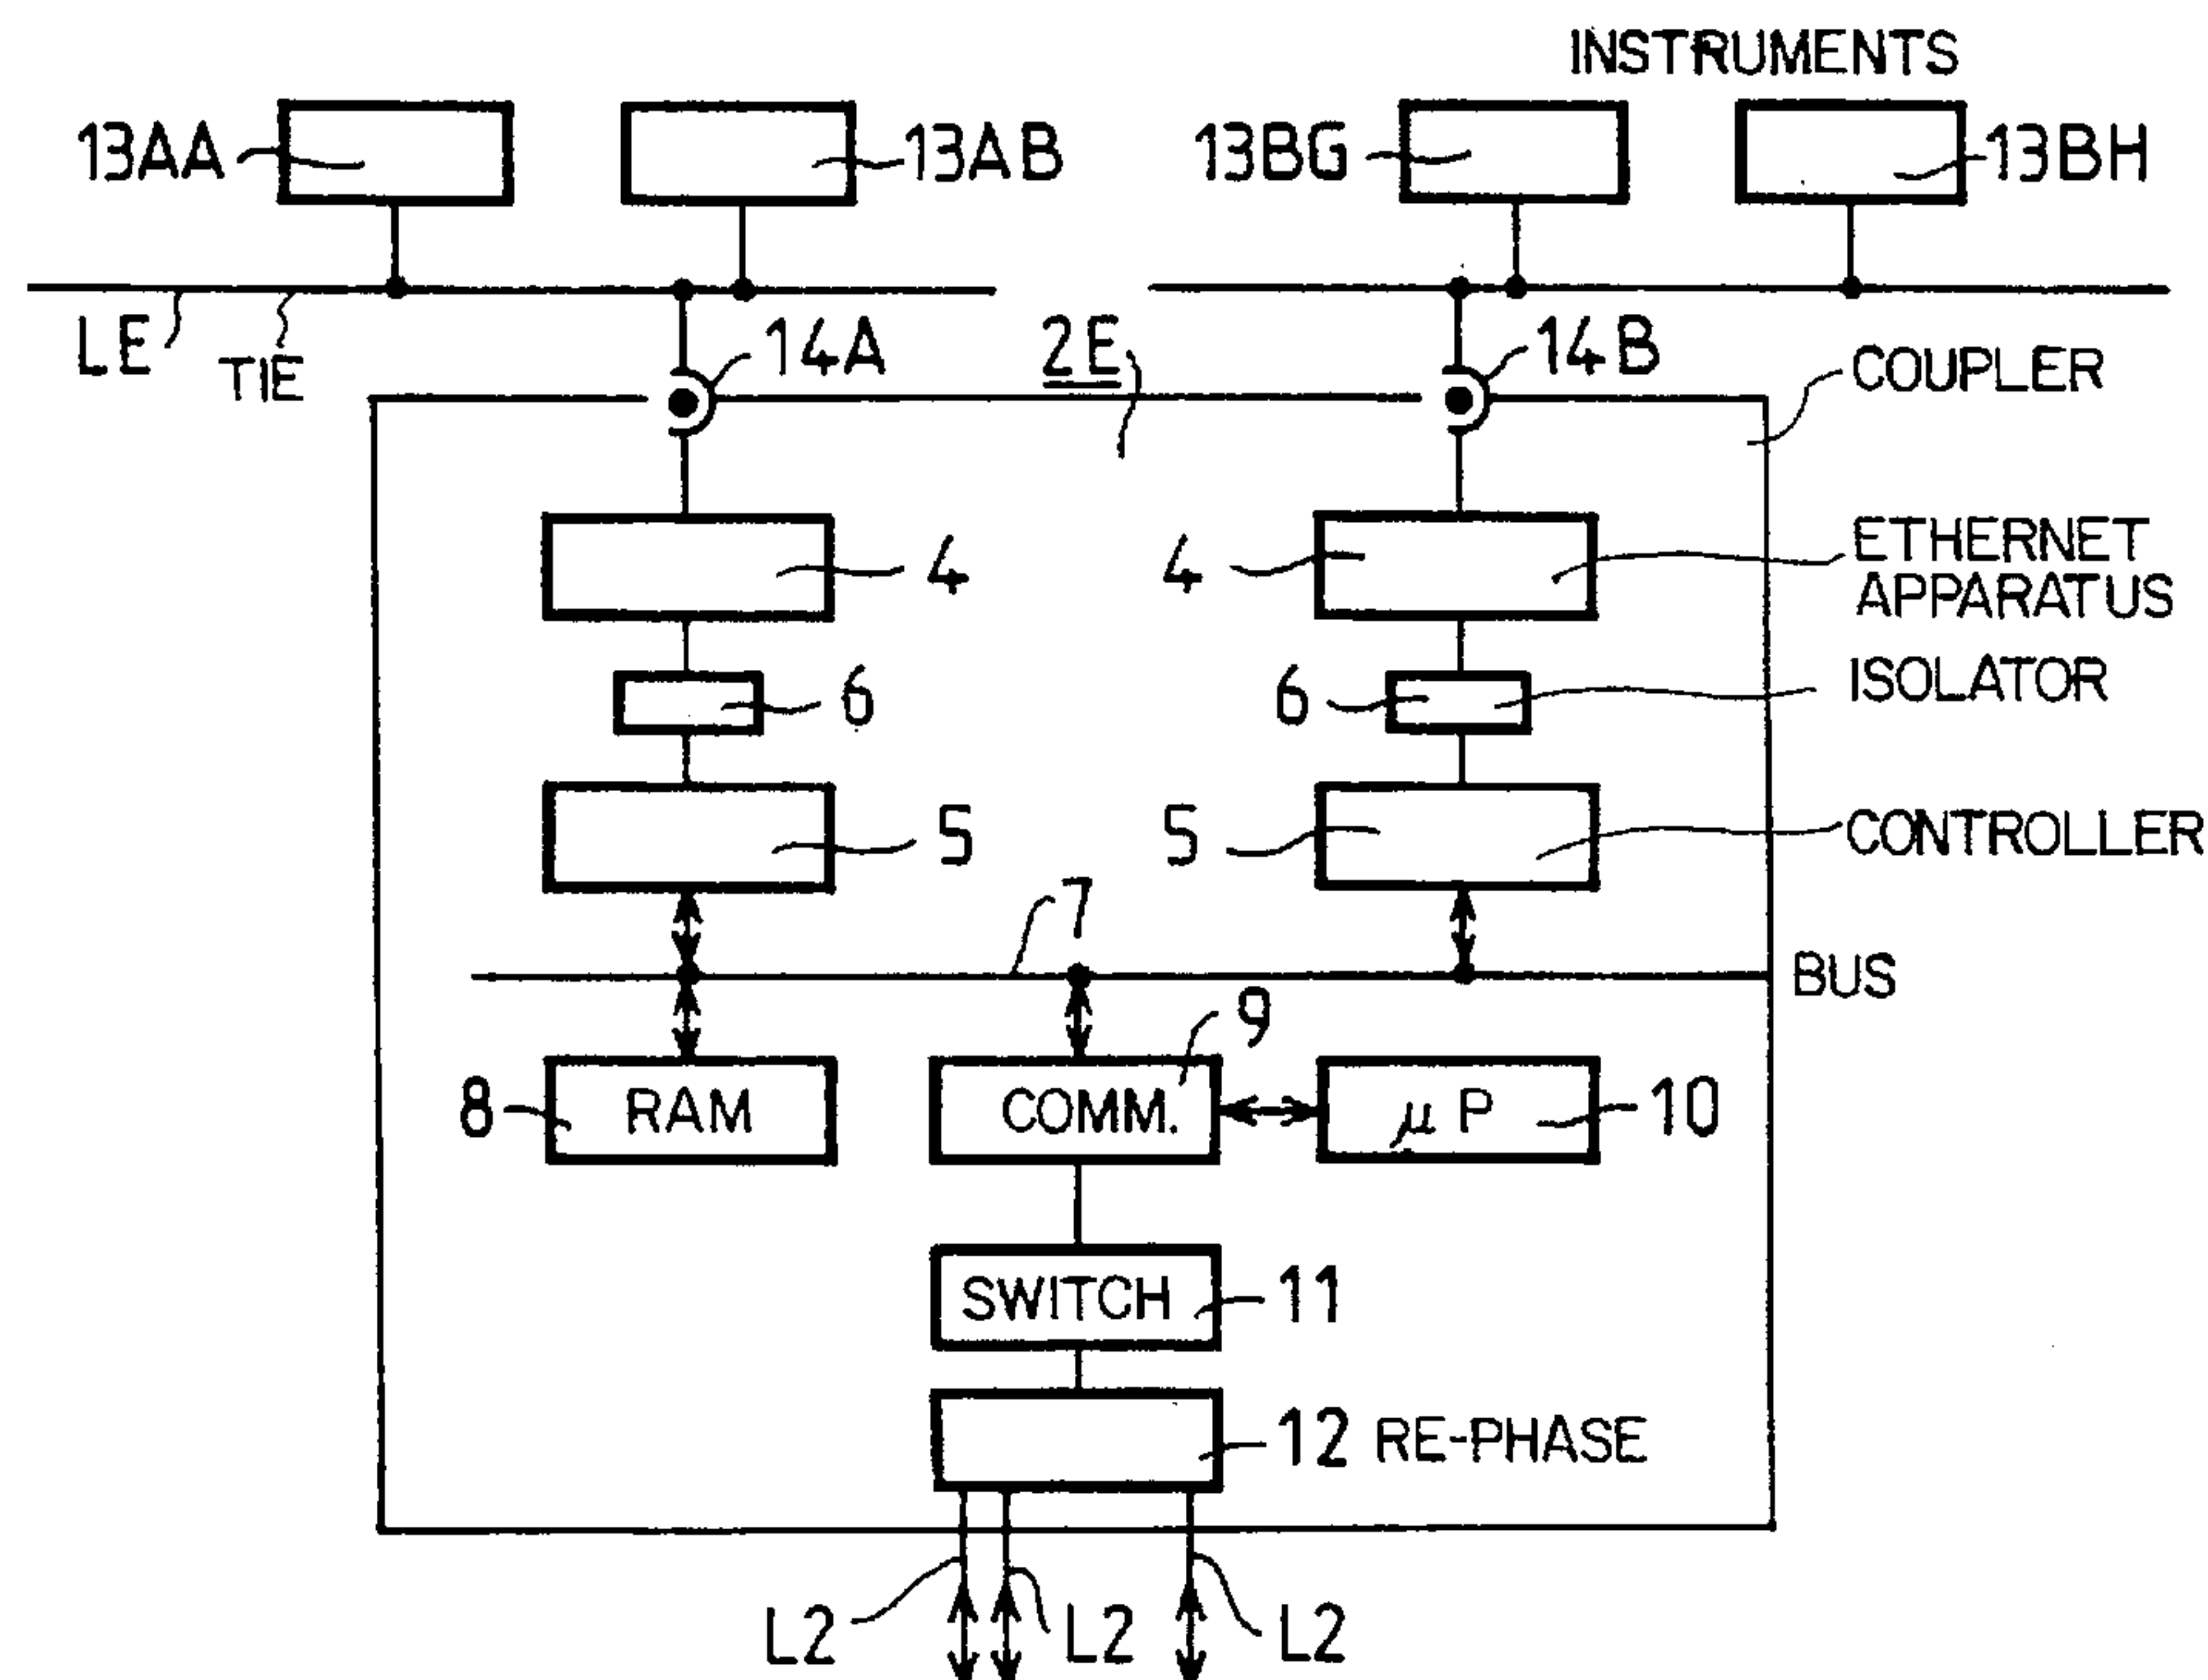 INSTRUMENTS
13AA
13AB
13BG
13BH
LE
TIE
14A
2E
14B
COUPLER
4
4
ETHERNET
APPARATUS
6
6
ISOLATOR
5
5
CONTROLLER
7
BUS
9
8
RAM
COMM.
μP
10
SWITCH
11
12 RE-PHASE
L2
L2
L2